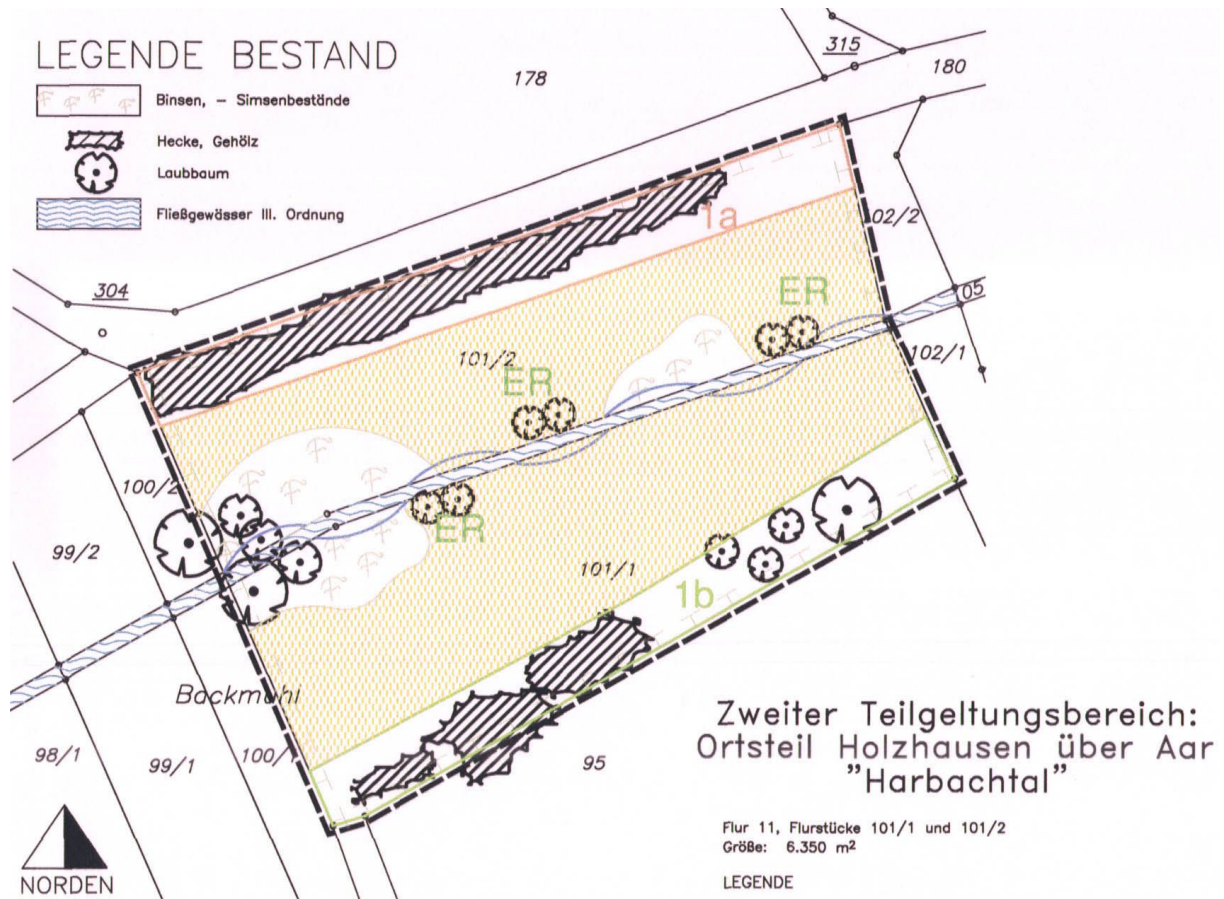 LEGENDE BESTAND
Binsen, – Simsenbestände
Hecke, Gehölz
Laubbaum
Fließgewässer III. Ordnung
178
315
180
1a
02/2
304
ER
05
101/2
102/1
ER
100/2
99/2
ER
101/1
1b
Backmühl
98/1
99/1
100/1
95
Zweiter Teilgeltungsbereich:
Ortsteil Holzhausen über Aar
"Harbachtal"
Flur 11, Flurstücke 101/1 und 101/2
Größe: 6.350 m²
LEGENDE
NORDEN